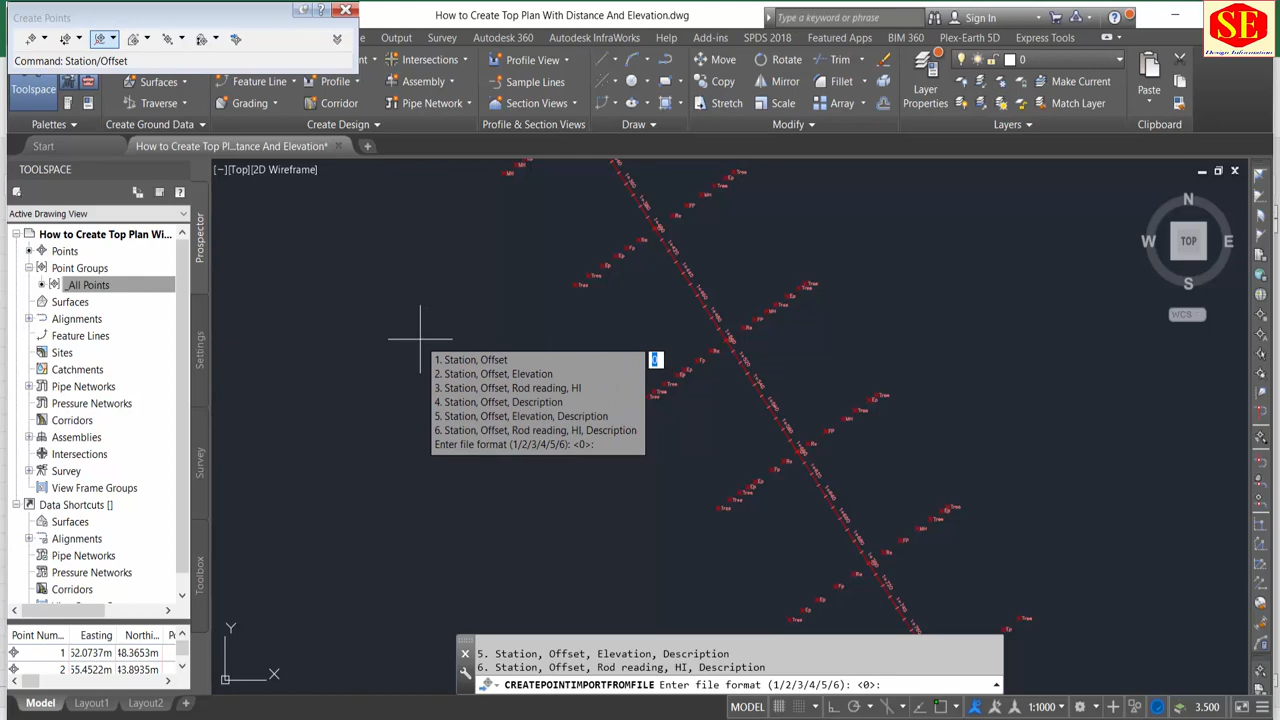 Create Points
Command: Station/Offset
How to Create Top Plan With Distance And Elevation.dwg
Type a keyword or phrase
Sign In
SE
Design Information
Output
Autodesk 360
Autodesk InfraWorks
Help
Add-ins
SPDS 2018
Featured Apps
BIM 360
Plex-Earth 5D
Express Tools
Toolspace
Surfaces
Traverse
Feature Line
Grading
Profile
Corridor
Intersections
Assembly
Pipe Network
Profile View
Sample Lines
Section Views
Move
Copy
Stretch
Rotate
Mirror
Scale
Trim
Fillet
Array
Layer
Properties
0
Make Current
Match Layer
Paste
Palettes
Create Ground Data
Create Design
Profile & Section Views
Draw
Modify
Layers
Clipboard
Start
How to Create Top Pl...tance And Elevation*
TOOLSPACE
Active Drawing View
How to Create Top Plan Wi...
Points
Point Groups
_All Points
Surfaces
Alignments
Feature Lines
Sites
Catchments
Pipe Networks
Pressure Networks
Corridors
Assemblies
Intersections
Survey
View Frame Groups
Data Shortcuts []
Surfaces
Alignments
Pipe Networks
Pressure Networks
Corridors
Point Num...
Easting
Northi...
1
2
Prospector
Settings
Survey
Toolbox
[−][Top][2D Wireframe]
N
W
TOP
E
S
WCS
1. Station, Offset
2. Station, Offset, Elevation
3. Station, Offset, Rod reading, HI
4. Station, Offset, Description
5. Station, Offset, Elevation, Description
6. Station, Offset, Rod reading, HI, Description
Enter file format (1/2/3/4/5/6): <0>:
0
Y
X
5. Station, Offset, Elevation, Description
6. Station, Offset, Rod reading, HI, Description
CREATEPOINTIMPORTFROMFILE Enter file format (1/2/3/4/5/6): <0>:
Model
Layout1
Layout2
MODEL
1:1000
3.500